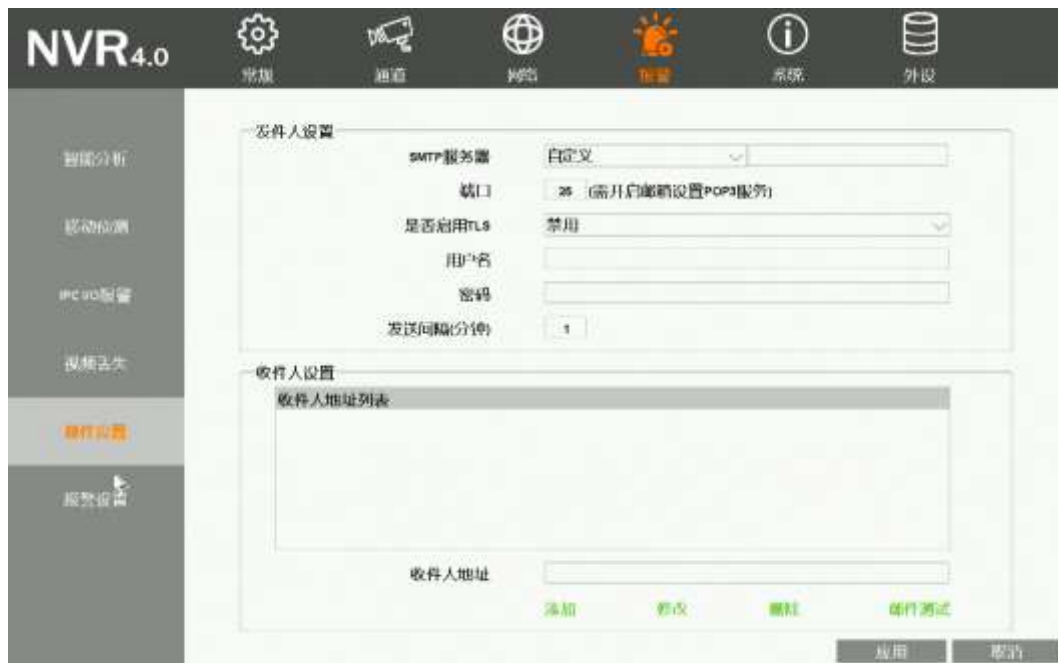 NVR4.0
常规 通道 网络 报警 系统 外设
智能分析
移动侦测
IPC I/O报警
视频丢失
邮件设置
报警设置
发件人设置
SMTP服务器 自定义
端口 25 (需开启邮箱设置POP3服务)
是否启用TLS 禁用
用户名
密码
发送间隔(分钟) 1
收件人设置
收件人地址列表
收件人地址
添加 修改 删除 邮件测试
应用 取消